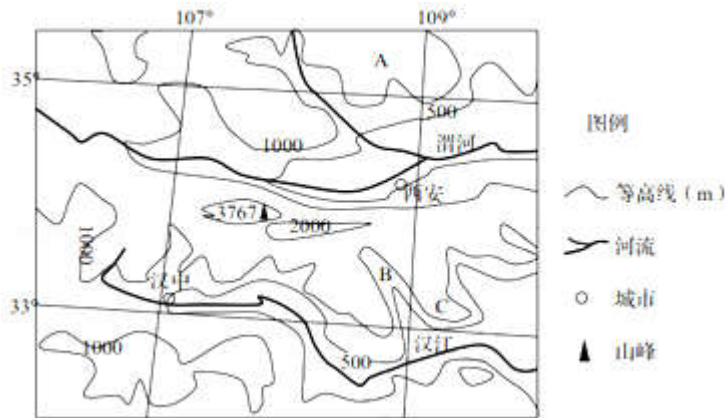 107°
109°
35°
A
500
渭河
1000
西安
3767
2000
1000
汉中
B
C
33°
汉江
1000
500
图例
等高线（m）
河流
城市
山峰